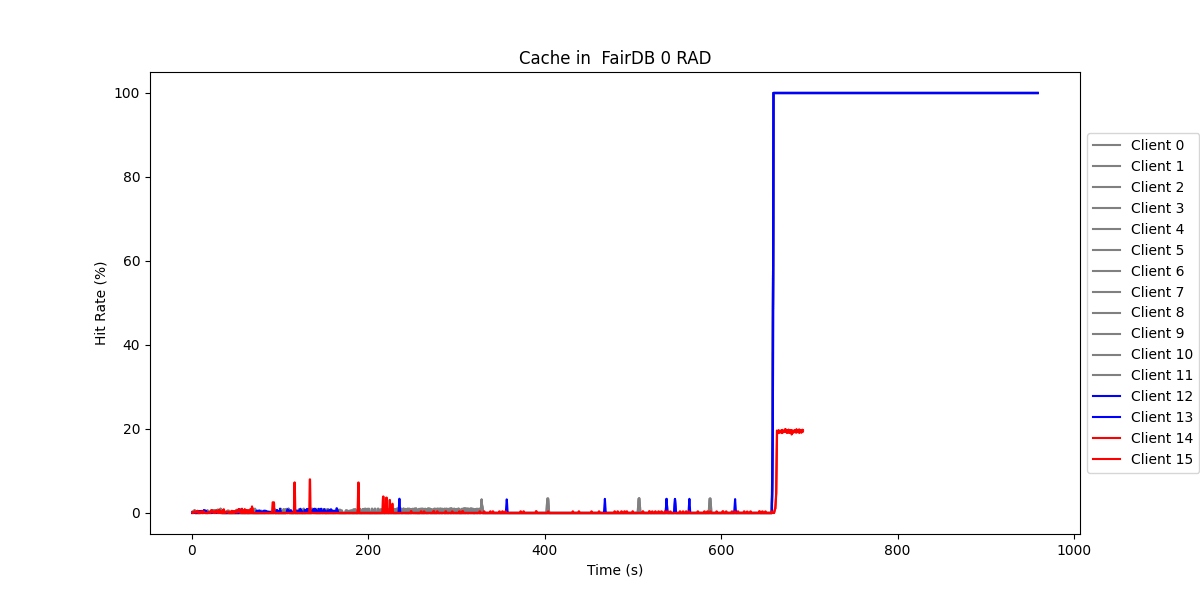 Cache in  FairDB 0 RAD
Hit Rate (%)
100
80
60
40
20
0
0 200 400 600 800 1000
Time (s)
Client 0
Client 1
Client 2
Client 3
Client 4
Client 5
Client 6
Client 7
Client 8
Client 9
Client 10
Client 11
Client 12
Client 13
Client 14
Client 15